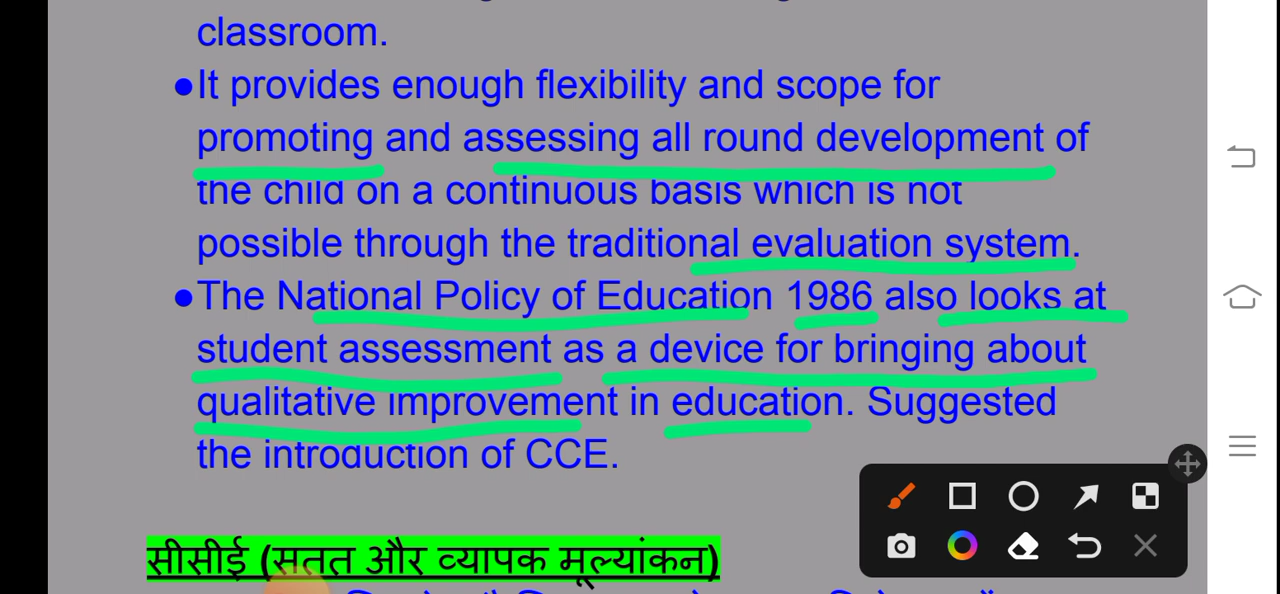 classroom.
●It provides enough flexibility and scope for
promoting and assessing all round development of
the child on a continuous basis which is not
possible through the traditional evaluation system.
●The National Policy of Education 1986 also looks at
student assessment as a device for bringing about
qualitative improvement in education. Suggested
the introduction of CCE.
सीसीई (सतत और व्यापक मूल्यांकन)